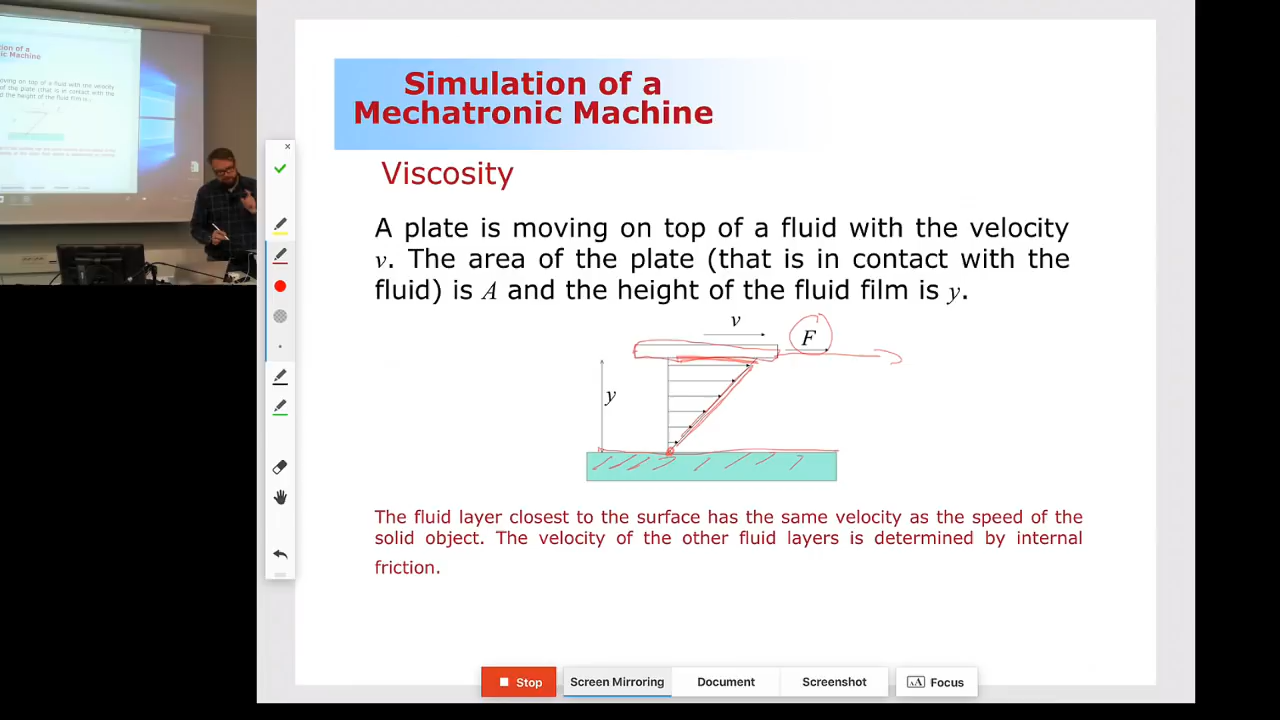 Simulation of a
Mechatronic Machine
Viscosity
A plate is moving on top of a fluid with the velocity
v. The area of the plate (that is in contact with the
fluid) is A and the height of the fluid film is y.
v
F
y
The fluid layer closest to the surface has the same velocity as the speed of the
solid object. The velocity of the other fluid layers is determined by internal
friction.
Stop
Screen Mirroring
Document
Screenshot
AA Focus